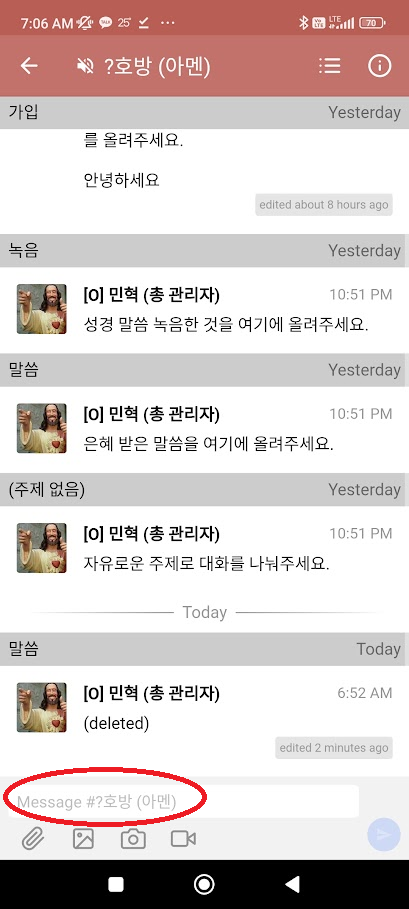 7:06 AM 25° LTE 70
?호방 (아멘)
가입 Yesterday
를 올려주세요.
안녕하세요
edited about 8 hours ago
녹음 Yesterday
[O] 민혁 (총 관리자) 10:51 PM
성경 말씀 녹음한 것을 여기에 올려주세요.
말씀 Yesterday
[O] 민혁 (총 관리자) 10:51 PM
은혜 받은 말씀을 여기에 올려주세요.
(주제 없음) Yesterday
[O] 민혁 (총 관리자) 10:51 PM
자유로운 주제로 대화를 나눠주세요.
Today
말씀 Today
[O] 민혁 (총 관리자) 6:52 AM
(deleted)
edited 2 minutes ago
Message #?호방 (아멘)